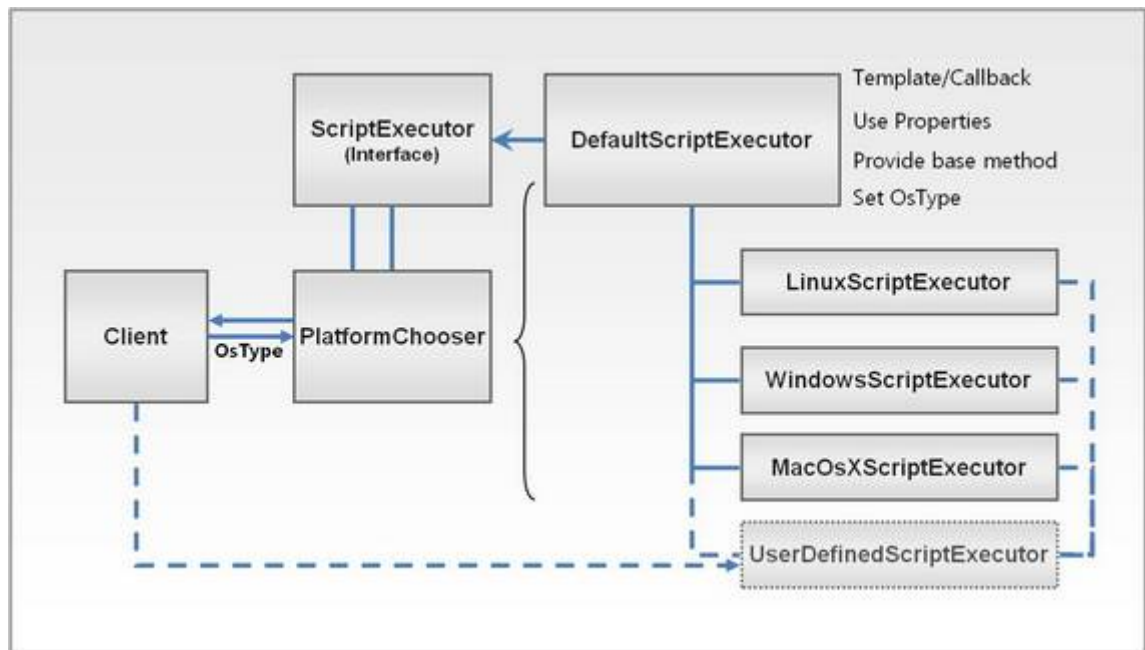 ScriptExecutor
(Interface)
DefaultScriptExecutor
Template/Callback
Use Properties
Provide base method
Set OsType
Client
OsType
PlatformChooser
LinuxScriptExecutor
WindowsScriptExecutor
MacOsXScriptExecutor
UserDefinedScriptExecutor